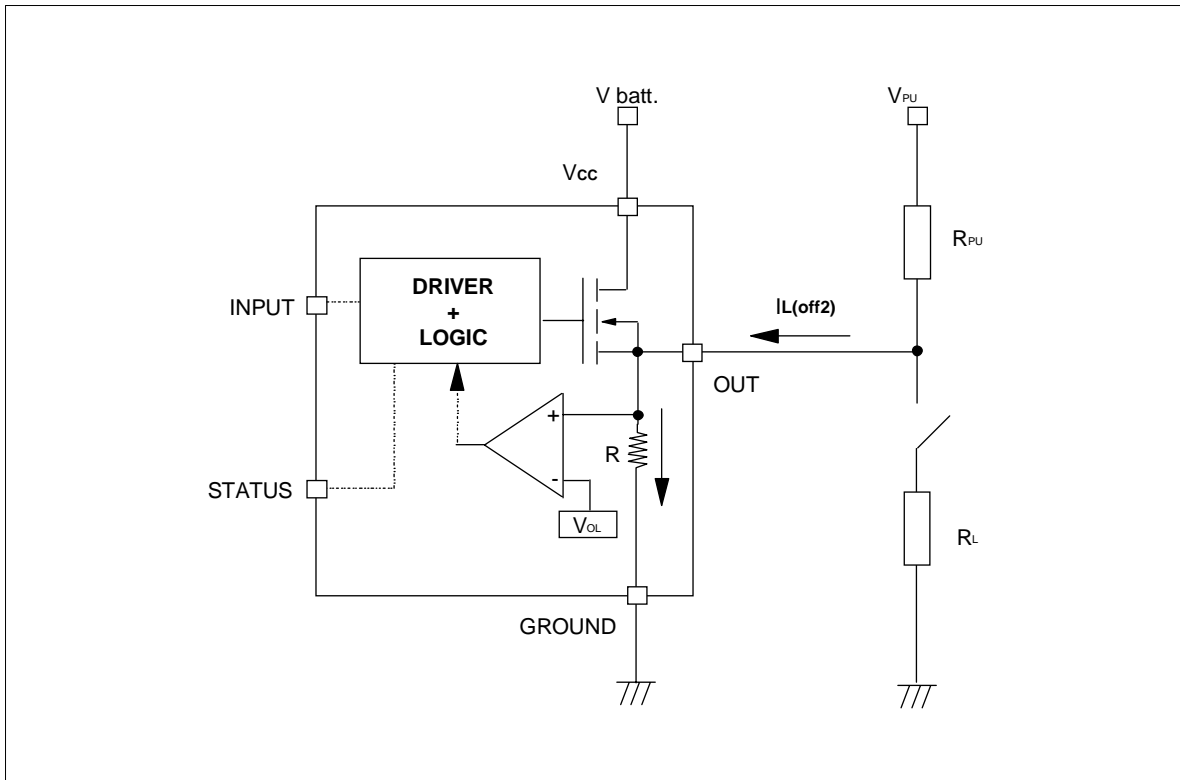 V batt.
VPU
Vcc
RPU
INPUT
DRIVER
+
LOGIC
IL(off2)
OUT
+
R
-
STATUS
VOL
RL
GROUND